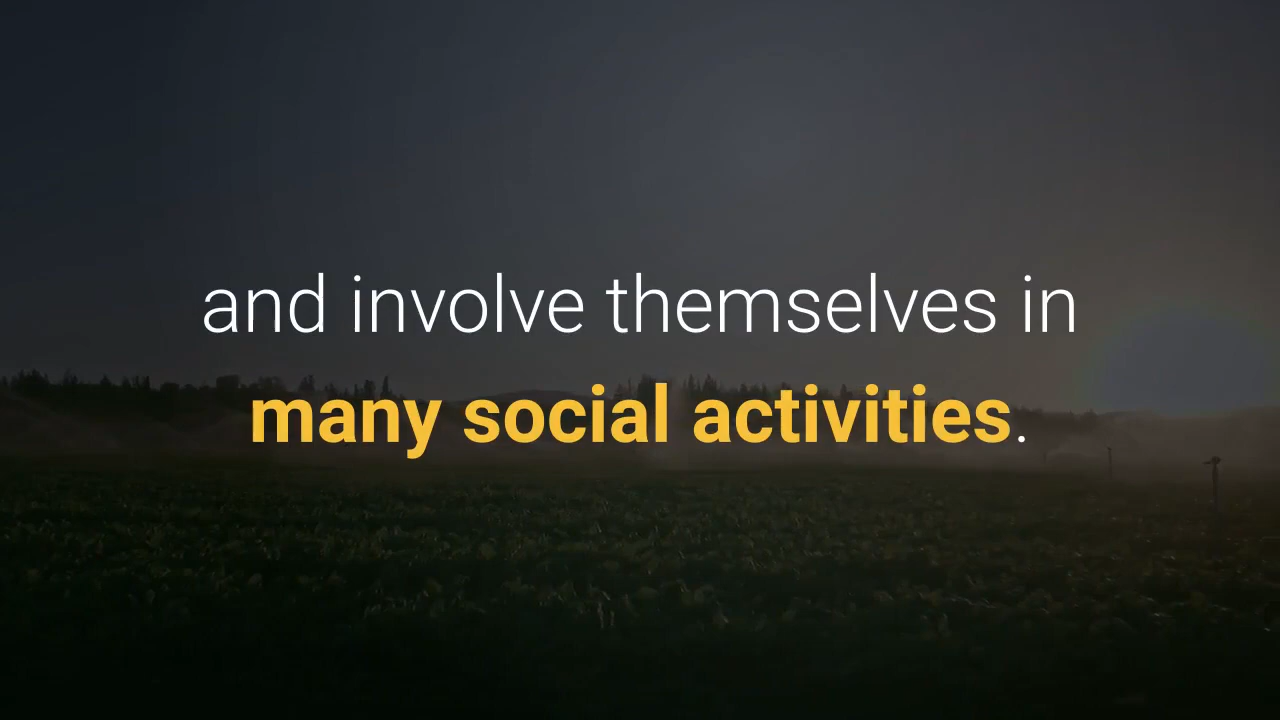 and involve themselves in
many social activities.